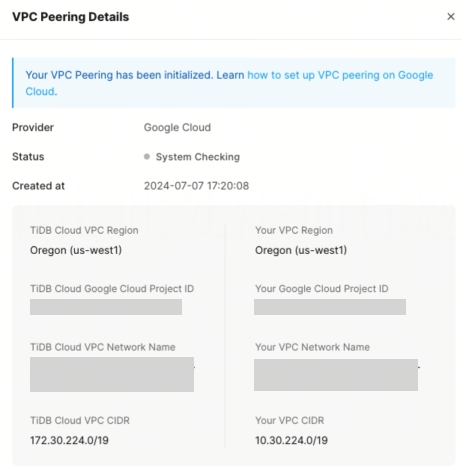 VPC Peering Details
Your VPC Peering has been initialized. Learn how to set up VPC peering on Google
Cloud.
Provider Google Cloud
Status System Checking
Created at 2024-07-07 17:20:08
TiDB Cloud VPC Region Your VPC Region
Oregon (us-west1) Oregon (us-west1)
TiDB Cloud Google Cloud Project ID Your Google Cloud Project ID
TiDB Cloud VPC Network Name Your VPC Network Name
TiDB Cloud VPC CIDR Your VPC CIDR
172.30.224.0/19 10.30.224.0/19